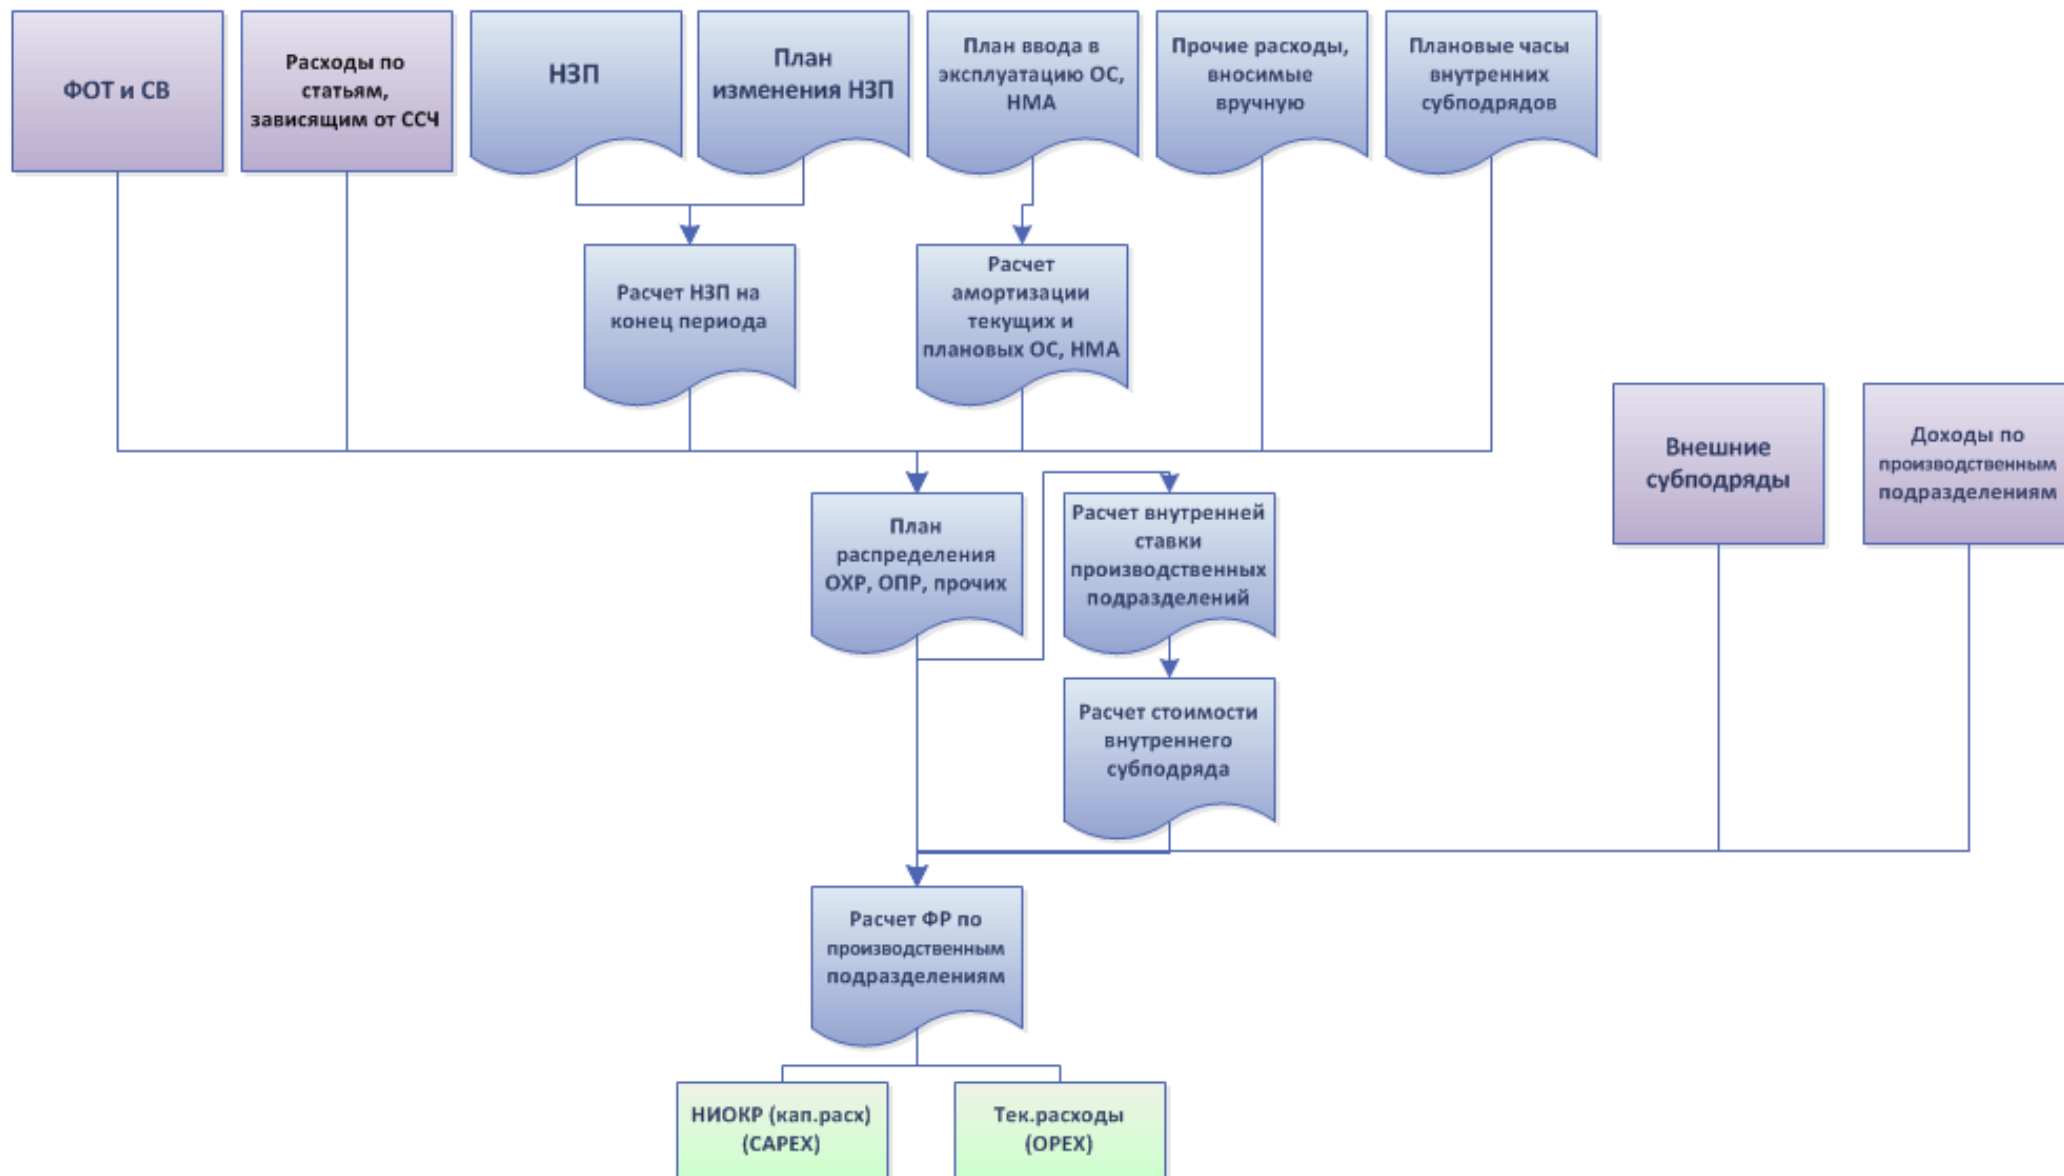 ФОТ и СВ
Расходы по
статьям,
зависящим от ССЧ
НЗП
План
изменения НЗП
План ввода в
эксплуатацию ОС,
НМА
Прочие расходы,
вносимые
вручную
Плановые часы
внутренних
субподрядов
Расчет НЗП на
конец периода
Расчет
амортизации
текущих и
плановых ОС, НМА
Внешние
субподряды
Доходы по
производственным
подразделениям
План
распределения
ОХР, ОПР, прочих
Расчет внутренней
ставки
производственных
подразделений
Расчет стоимости
внутреннего
субподряда
Расчет ФР по
производственным
подразделениям
НИОКР (кап.расх)
(CAPEX)
Тек.расходы
(OPEX)